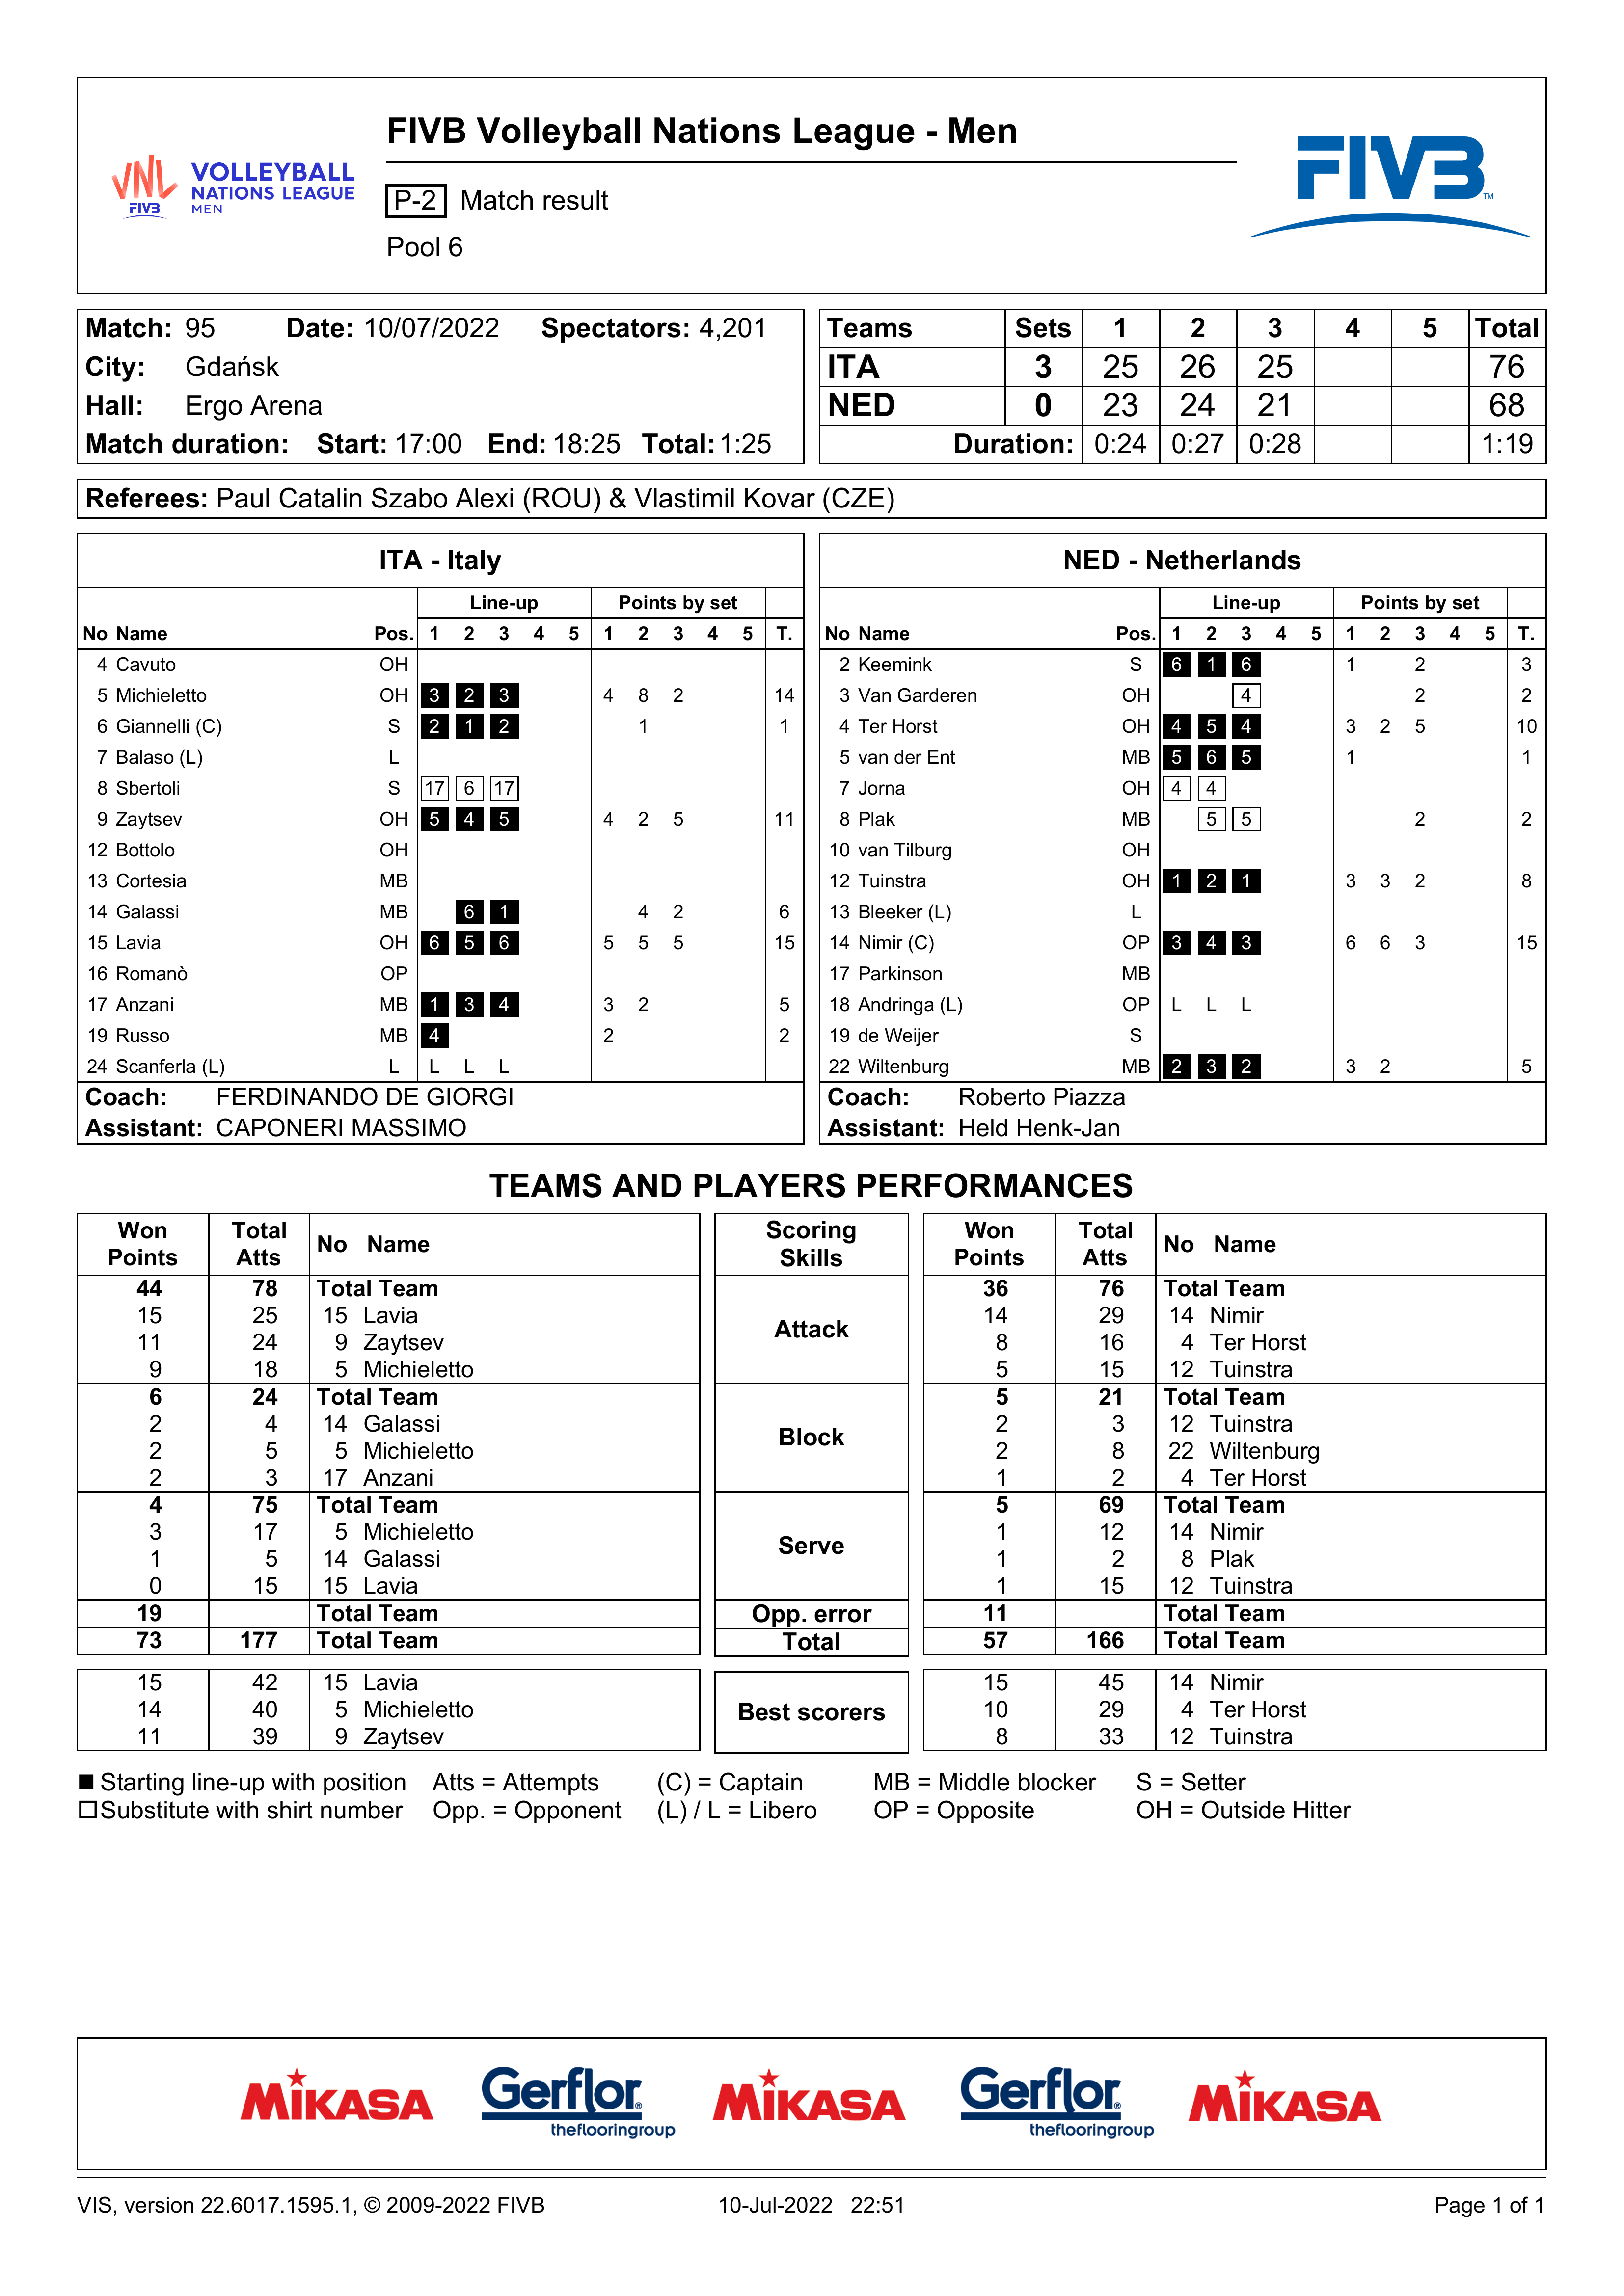 FIVB Volleyball Nations League - Men
VNL
FIVB
VOLLEYBALL
NATIONS LEAGUE
MEN
P-2 Match result
Pool 6
FIVB TM
Match: 95 Date: 10/07/2022 Spectators: 4,201
City: Gdańsk
Hall: Ergo Arena
Match duration: Start: 17:00 End: 18:25 Total: 1:25
Teams Sets 1 2 3 4 5 Total
ITA 3 25 26 25 76
NED 0 23 24 21 68
Duration: 0:24 0:27 0:28 1:19
Referees: Paul Catalin Szabo Alexi (ROU) & Vlastimil Kovar (CZE)
ITA - Italy
Line-up Points by set
No Name Pos. 1 2 3 4 5 1 2 3 4 5 T.
4 Cavuto OH
5 Michieletto OH 3 2 3 4 8 2 14
6 Giannelli (C) S 2 1 2 1 1
7 Balaso (L) L
8 Sbertoli S 17 6 17
9 Zaytsev OH 5 4 5 4 2 5 11
12 Bottolo OH
13 Cortesia MB
14 Galassi MB 6 1 4 2 6
15 Lavia OH 6 5 6 5 5 5 15
16 Romanò OP
17 Anzani MB 1 3 4 3 2 5
19 Russo MB 4 2 2
24 Scanferla (L) L L L L
Coach: FERDINANDO DE GIORGI
Assistant: CAPONERI MASSIMO
NED - Netherlands
Line-up Points by set
No Name Pos. 1 2 3 4 5 1 2 3 4 5 T.
2 Keemink S 6 1 6 1 2 3
3 Van Garderen OH 4 2 2
4 Ter Horst OH 4 5 4 3 2 5 10
5 van der Ent MB 5 6 5 1 1
7 Jorna OH 4 4
8 Plak MB 5 5 2 2
10 van Tilburg OH
12 Tuinstra OH 1 2 1 3 3 2 8
13 Bleeker (L) L
14 Nimir (C) OP 3 4 3 6 6 3 15
17 Parkinson MB
18 Andringa (L) OP L L L
19 de Weijer S
22 Wiltenburg MB 2 3 2 3 2 5
Coach: Roberto Piazza
Assistant: Held Henk-Jan
TEAMS AND PLAYERS PERFORMANCES
Won Points Total Atts No Name Scoring Skills Won Points Total Atts No Name
44 78 Total Team Attack 36 76 Total Team
15 25 15 Lavia 14 29 14 Nimir
11 24 9 Zaytsev 8 16 4 Ter Horst
9 18 5 Michieletto 5 15 12 Tuinstra
6 24 Total Team Block 5 21 Total Team
2 4 14 Galassi 2 3 12 Tuinstra
2 5 5 Michieletto 2 8 22 Wiltenburg
2 3 17 Anzani 1 2 4 Ter Horst
4 75 Total Team Serve 5 69 Total Team
3 17 5 Michieletto 1 12 14 Nimir
1 5 14 Galassi 1 2 8 Plak
0 15 15 Lavia 1 15 12 Tuinstra
19 Total Team Opp. error 11 Total Team
73 177 Total Team Total 57 166 Total Team
15 42 15 Lavia Best scorers 15 45 14 Nimir
14 40 5 Michieletto 10 29 4 Ter Horst
11 39 9 Zaytsev 8 33 12 Tuinstra
Starting line-up with position Atts = Attempts (C) = Captain MB = Middle blocker S = Setter
Substitute with shirt number Opp. = Opponent (L) / L = Libero OP = Opposite OH = Outside Hitter
MIKASA Gerflor® MIKASA Gerflor® MIKASA
theflooringgroup theflooringgroup
VIS, version 22.6017.1595.1, © 2009-2022 FIVB 10-Jul-2022 22:51 Page 1 of 1